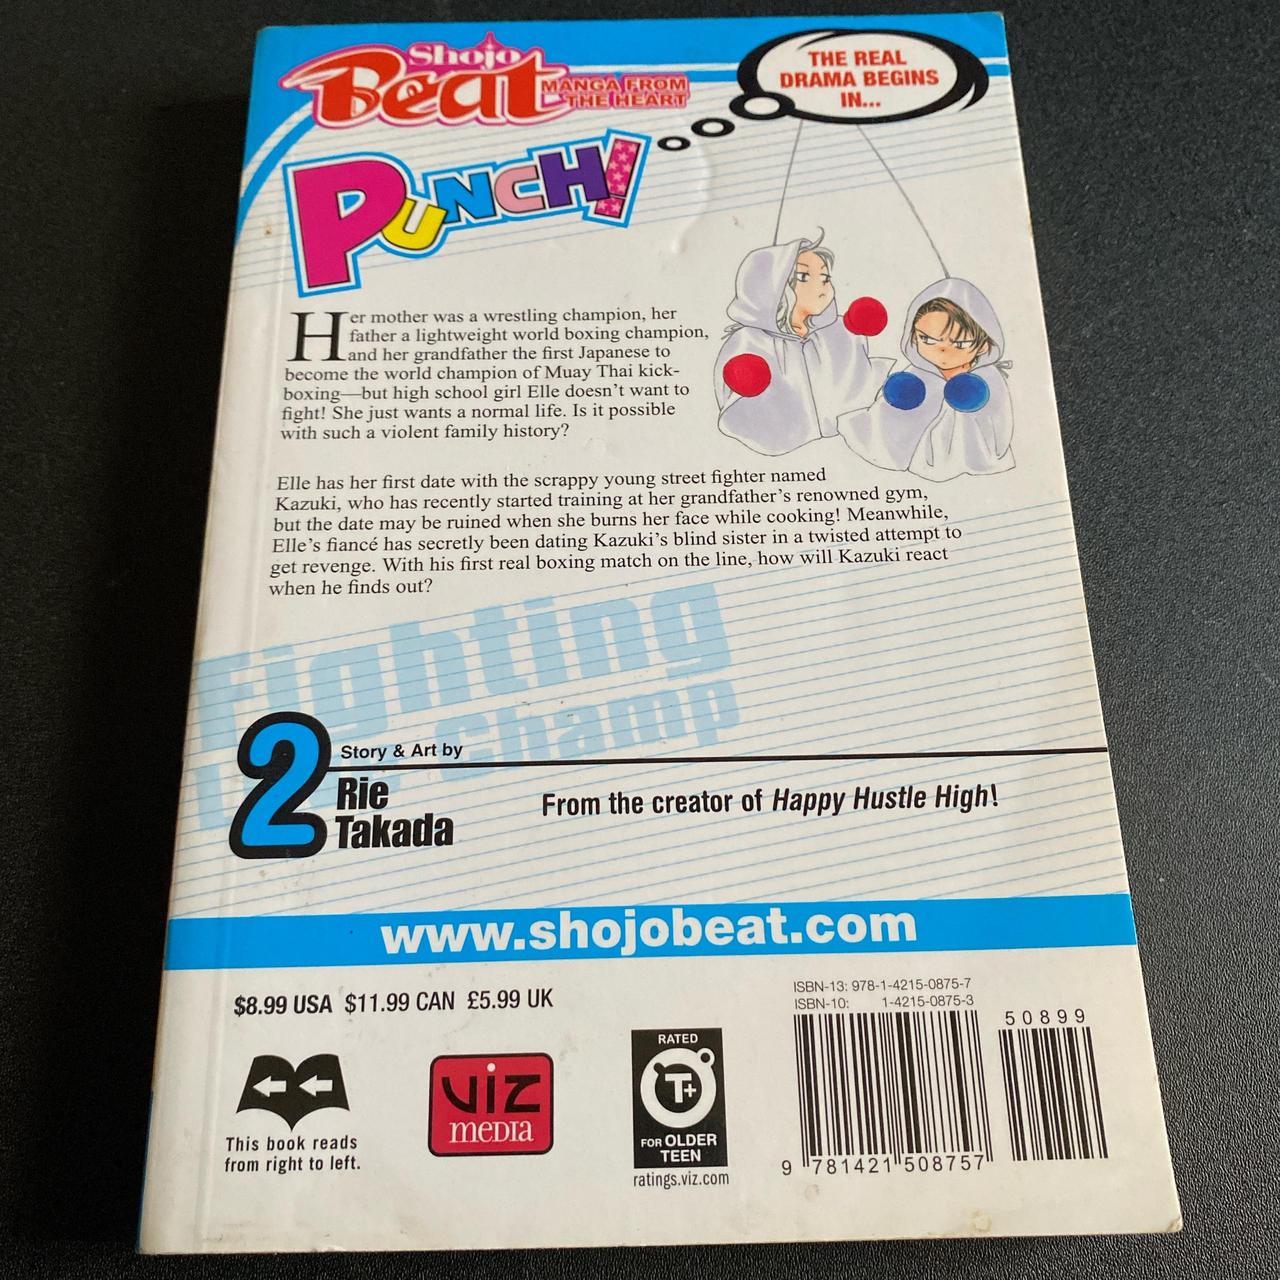 Shojo
Beat
MANGA FROM
THE HEART
THE REAL
DRAMA BEGINS
IN...
PUNCH!
Her mother was a wrestling champion, her
father a lightweight world boxing champion,
and her grandfather the first Japanese to
become the world champion of Muay Thai kick-
boxing—but high school girl Elle doesn't want to
fight! She just wants a normal life. Is it possible
with such a violent family history?
Elle has her first date with the scrappy young street fighter named
Kazuki, who has recently started training at her grandfather's renowned gym,
but the date may be ruined when she burns her face while cooking! Meanwhile,
Elle's fiancé has secretly been dating Kazuki's blind sister in a twisted attempt to
get revenge. With his first real boxing match on the line, how will Kazuki react
when he finds out?
Fighting
Champ
2
Story & Art by
Rie
Takada
From the creator of Happy Hustle High!
www.shojobeat.com
$8.99 USA $11.99 CAN £5.99 UK
ISBN-13: 978-1-4215-0875-7
ISBN-10: 1-4215-0875-3
50899
This book reads
from right to left.
VIZ
MEDIA
RATED
T+
FOR OLDER
TEEN
ratings.viz.com
9 781421 508757